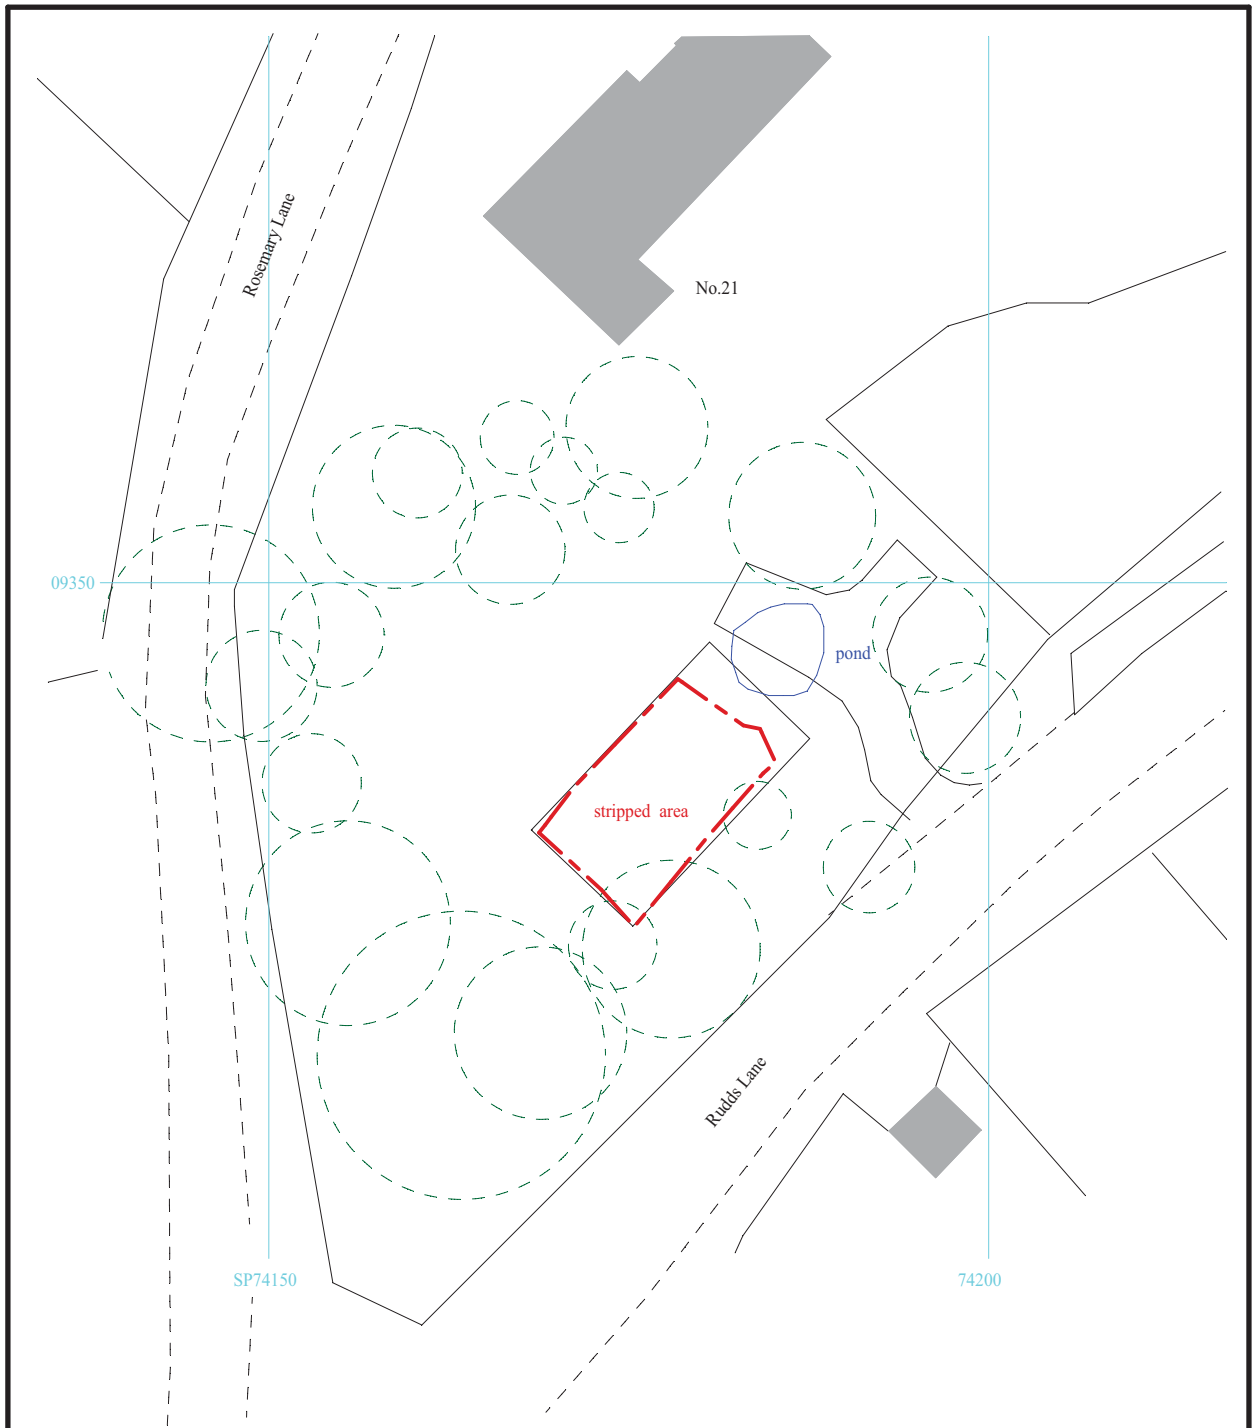 Rosemary Lane
No.21
09350
pond
stripped area
Rudds Lane
SP74150
74200